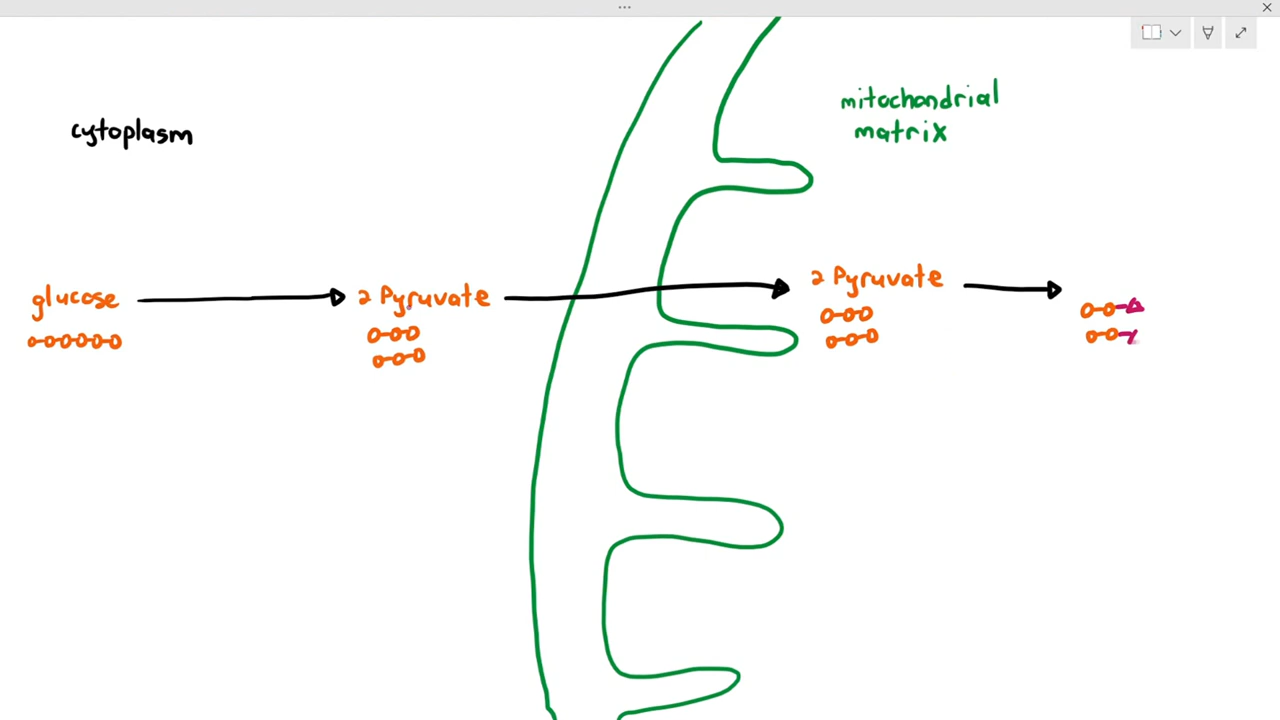 cytoplasm
mitochondrial
matrix
glucose
2 Pyruvate
2 Pyruvate